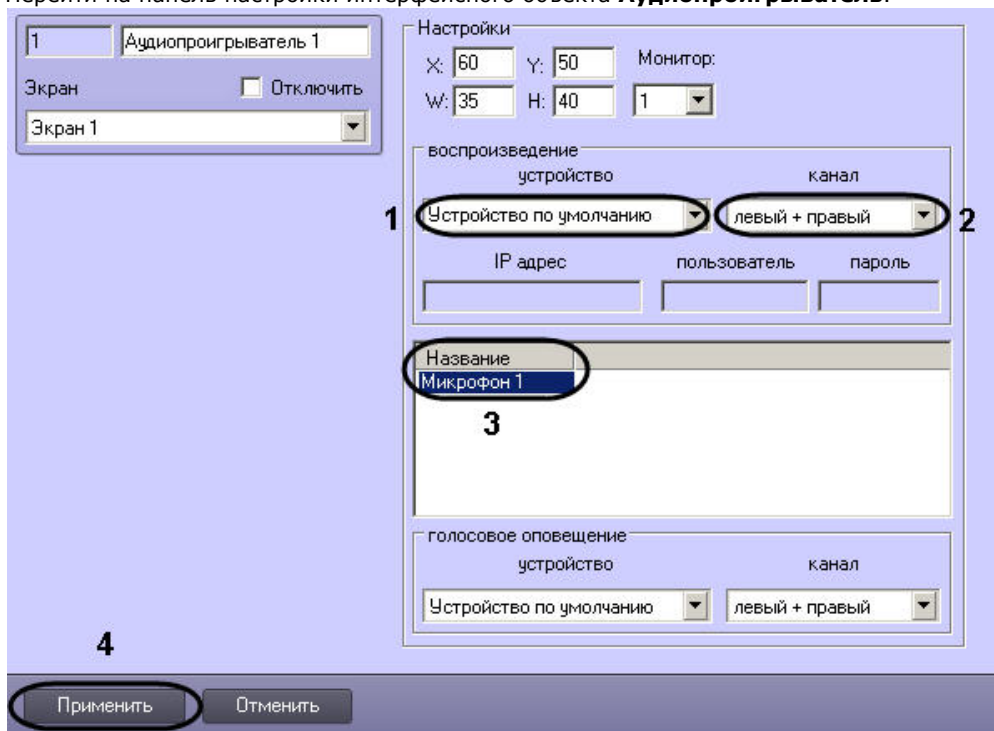 Перейти на панель настройки интерфейсного объекта Аудиопроигрыватель.
1 Аудиопроигрыватель 1
Экран Отключить
Экран 1
Настройки
X: 60 Y: 50 Монитор:
W: 35 H: 40 1
воспроизведение
устройство канал
1 Устройство по умолчанию левый + правый 2
IP адрес пользователь пароль
Название
Микрофон 1
3
голосовое оповещение
устройство канал
Устройство по умолчанию левый + правый
4
Применить Отменить